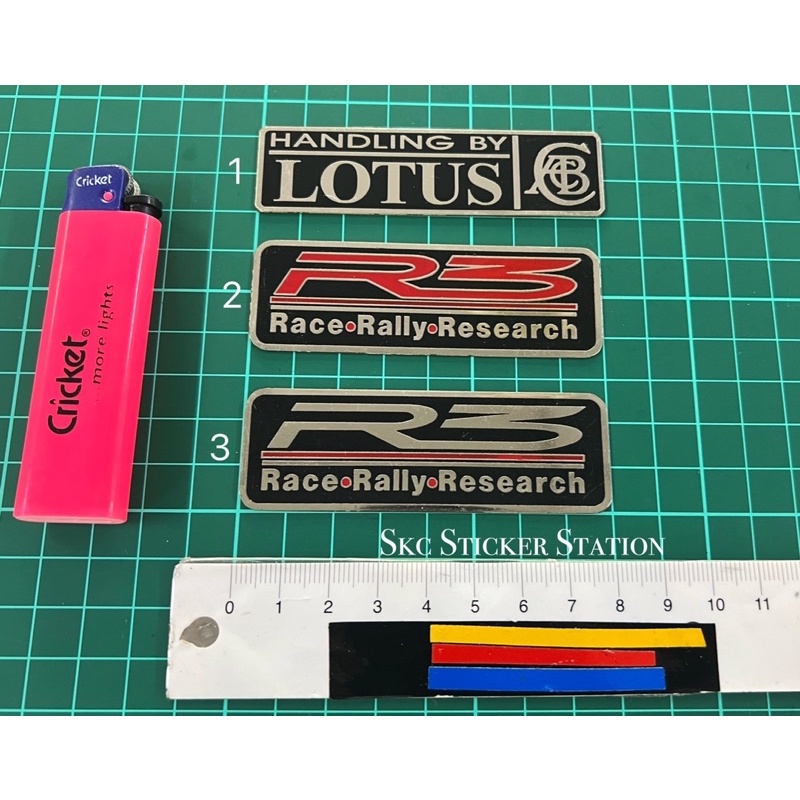 Cricket
Cricket®
more lights
1
HANDLING BY
LOTUS
ACBC
2
R3
Race•Rally•Research
3
R3
Race•Rally•Research
SKC STICKER STATION
0 1 2 3 4 5 6 7 8 9 10 11